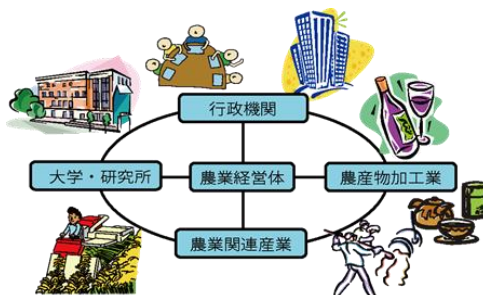 行政機関
大学・研究所
農業経営体
農産物加工業
農業関連産業